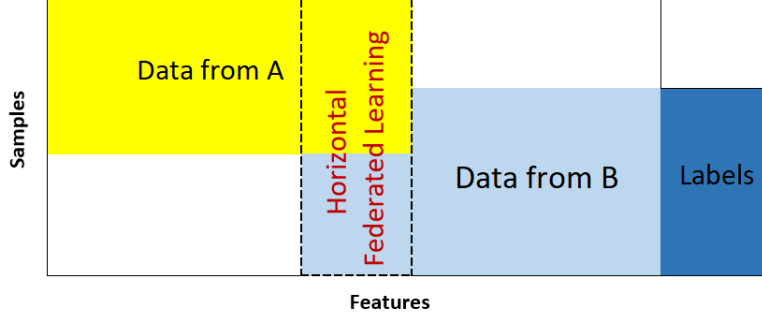 Data from A
Horizontal
Federated Learning
Samples
Data from B
Labels
Features